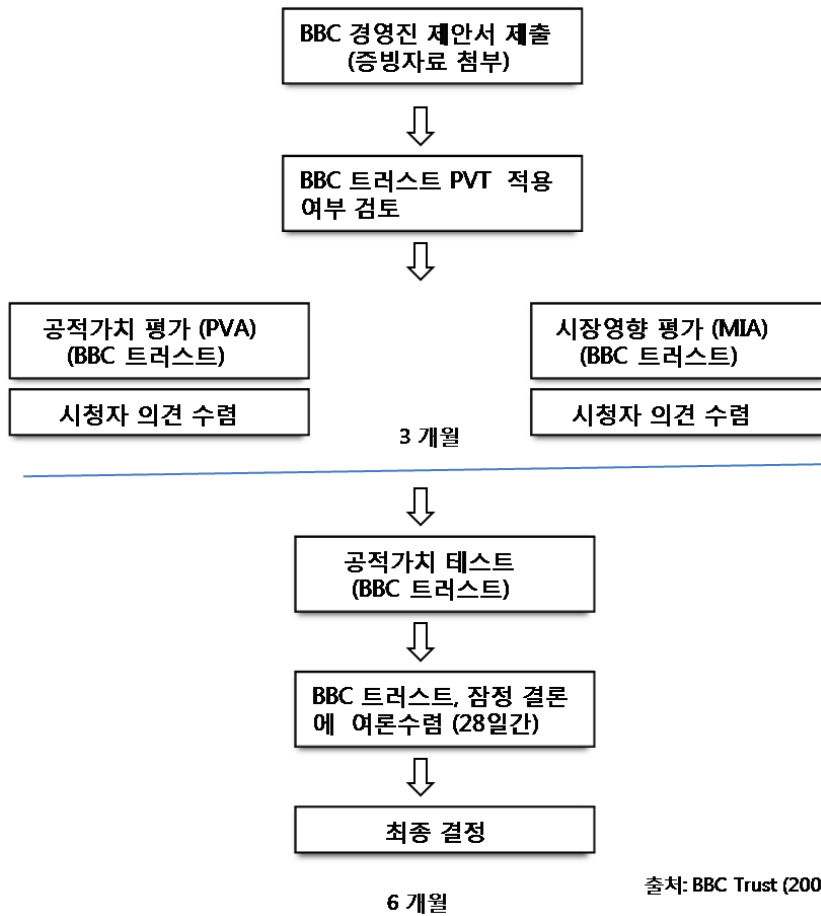 BBC 경영진 제안서 제출
(증빙자료 첨부)
BBC 트러스트 PVT 적용
여부 검토
공적가치 평가 (PVA)
(BBC 트러스트)
시장영향 평가 (MIA)
(BBC 트러스트)
시청자 의견 수렴
시청자 의견 수렴
3 개월
공적가치 테스트
(BBC 트러스트)
BBC 트러스트, 잠정 결론
에 여론수렴 (28일간)
최종 결정
출처: BBC Trust (200
6 개월